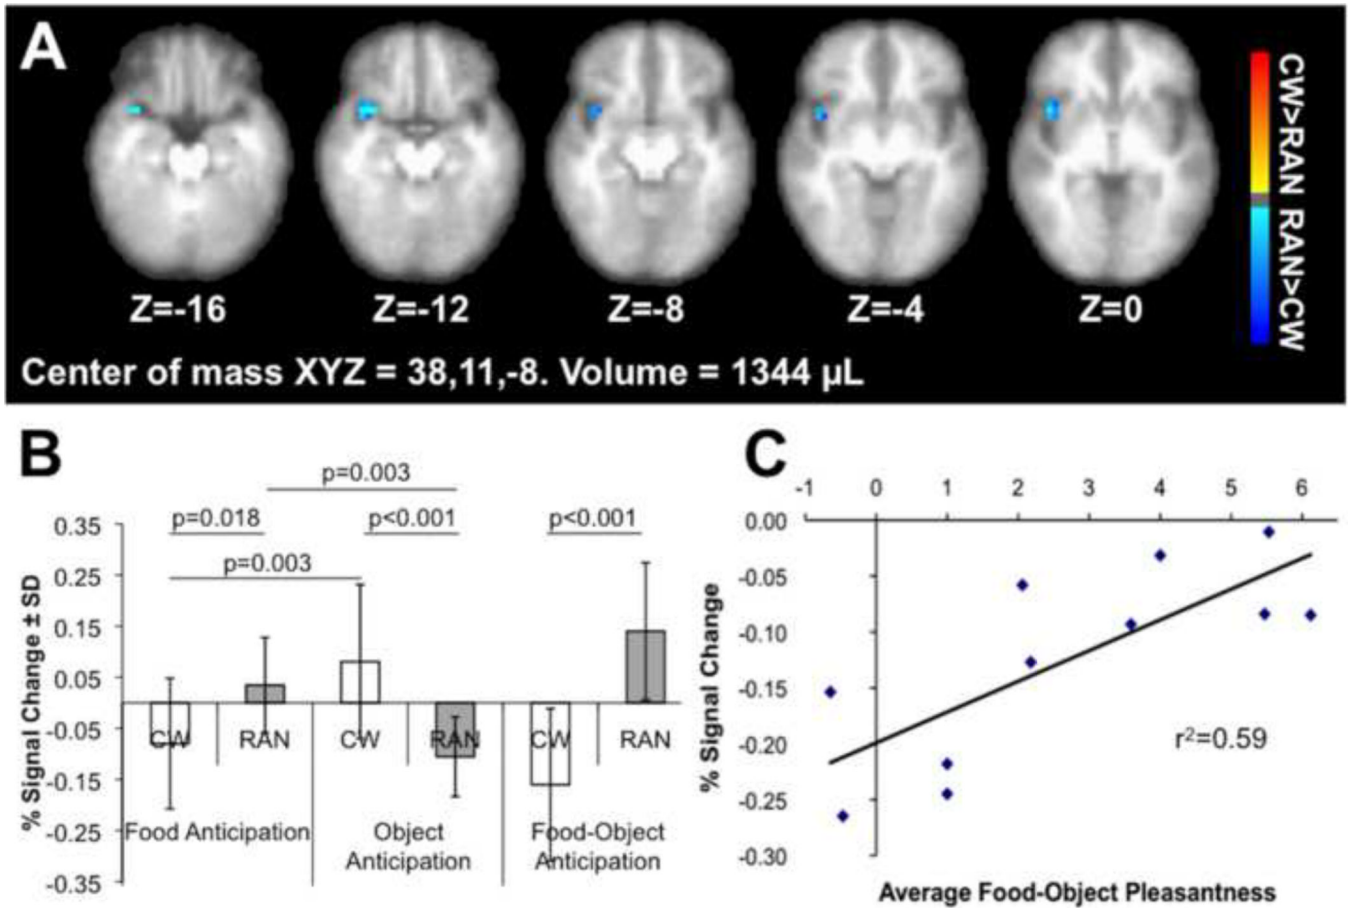 A
Z=-16 Z=-12 Z=-8 Z=-4 Z=0
CW>RAN RAN>CW
Center of mass XYZ = 38,11,-8. Volume = 1344 µL
B
p=0.003
p=0.018 p<0.001 p<0.001
p=0.003
% Signal Change ± SD
0.35
0.25
0.15
0.05
-0.05
-0.15
-0.25
-0.35
CW RAN CW RAN CW RAN
Food Anticipation Object Anticipation Food-Object Anticipation
C
-1 0 1 2 3 4 5 6
% Signal Change
0.00
-0.05
-0.10
-0.15
-0.20
-0.25
-0.30
r²=0.59
Average Food-Object Pleasantness